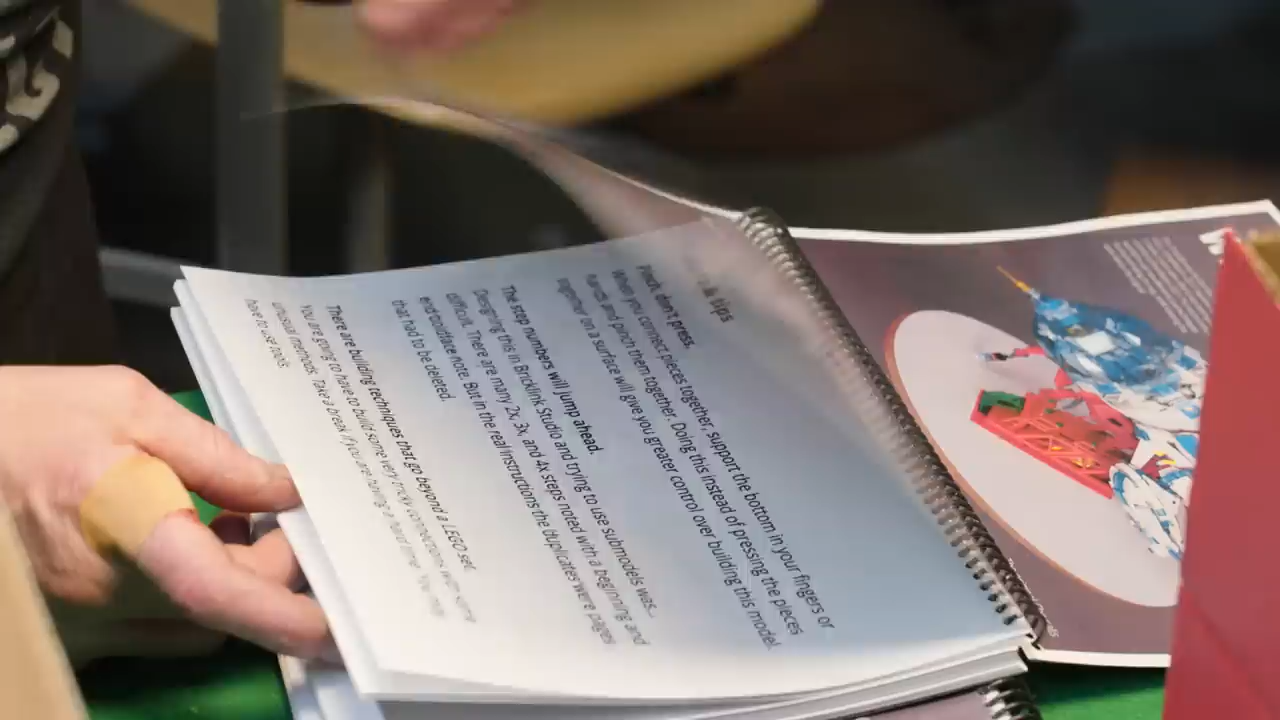 & tips
Pinch, don't press.
When you connect pieces together, support the bottom in your fingers or
hand and pinch them together. Doing this instead of pressing the pieces
together on a surface will give you greater control over building this model.
The step numbers will jump ahead.
Designing this in Bricklink Studio and trying to use submodels was...
difficult. There are many 2x, 3x, and 4x steps noted with a beginning and
end note. But in the real instructions the duplicates were pages
that had to be deleted.
There are building techniques that go beyond a LEGO set.
You are going to have to build some very tricky connections with some
unusual methods. Take a break if you are having a hard time. You may
have to use tools.